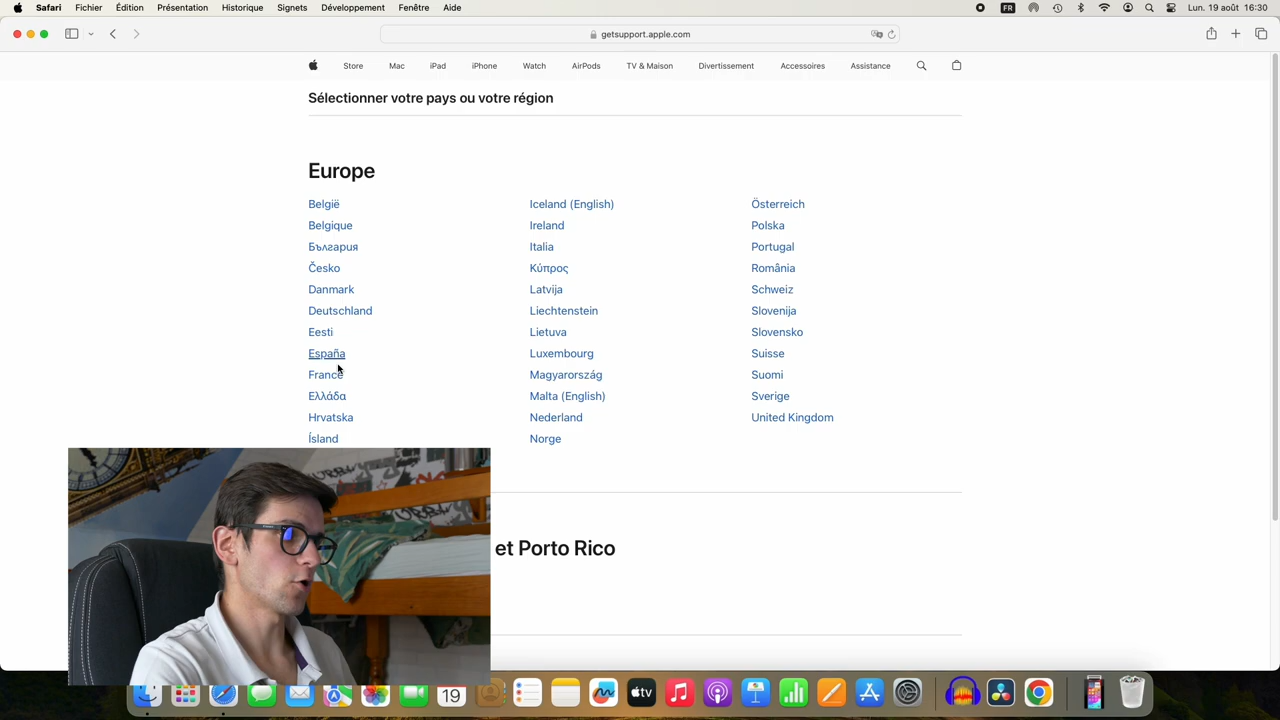 Safari Fichier Édition Présentation Historique Signets Développement Fenêtre Aide FR Lun. 19 août 16:30
getsupport.apple.com
Store Mac iPad iPhone Watch AirPods TV & Maison Divertissement Accessoires Assistance
Sélectionner votre pays ou votre région
Europe
België
Belgique
България
Česko
Danmark
Deutschland
Eesti
España
France
Ελλάδα
Hrvatska
Ísland
Iceland (English)
Ireland
Italia
Κύπρος
Latvija
Liechtenstein
Lietuva
Luxembourg
Magyarország
Malta (English)
Nederland
Norge
Österreich
Polska
Portugal
România
Schweiz
Slovenija
Slovensko
Suisse
Suomi
Sverige
United Kingdom
et Porto Rico
tv
19